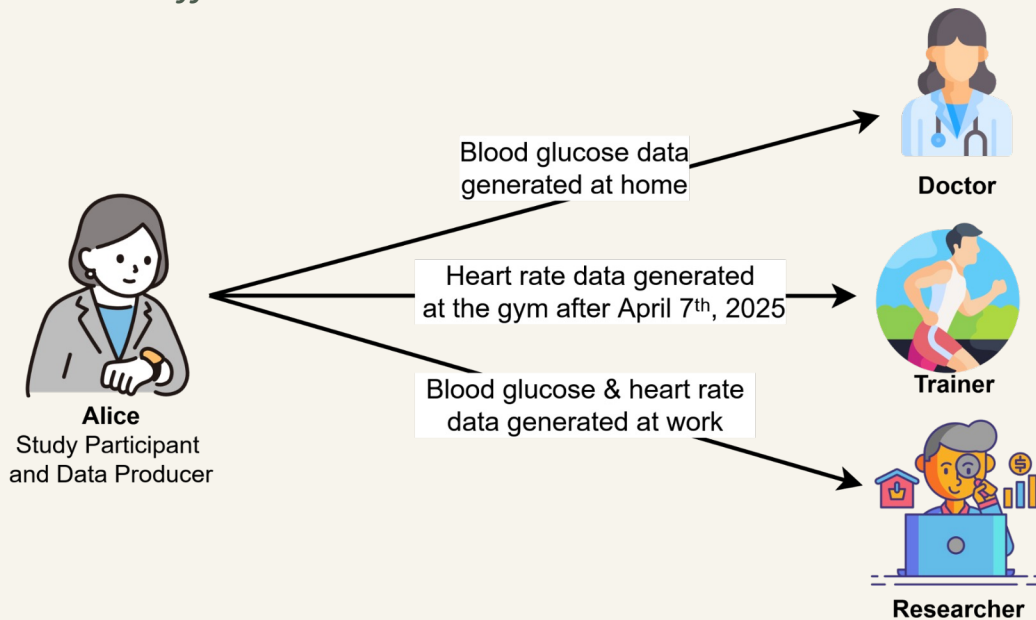 Blood glucose data
generated at home
Doctor
Heart rate data generated
at the gym after April 7th, 2025
Trainer
Blood glucose & heart rate
data generated at work
Alice
Study Participant
and Data Producer
Researcher